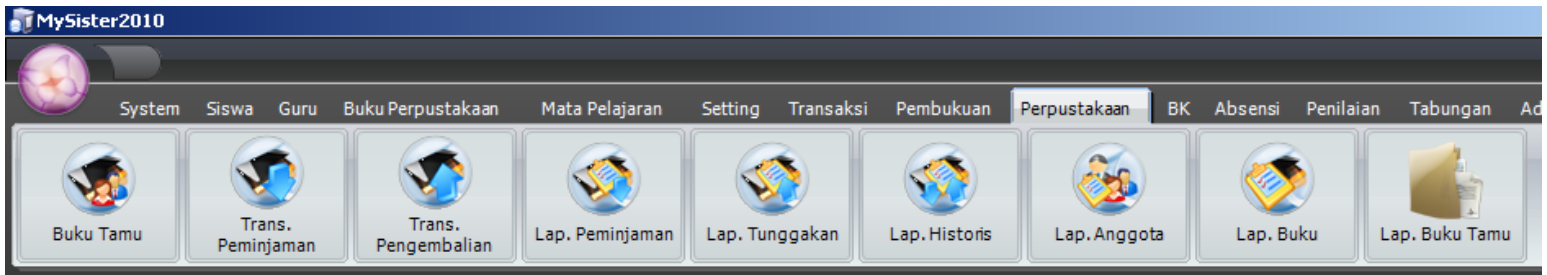 MySister2010
System Siswa Guru Buku Perpustakaan Mata Pelajaran Setting Transaksi Pembukuan Perpustakaan BK Absensi Penilaian Tabungan Ad
Buku Tamu
Trans.
Peminjaman
Trans.
Pengembalian
Lap. Peminjaman
Lap. Tunggakan
Lap. Historis
Lap. Anggota
Lap. Buku
Lap. Buku Tamu